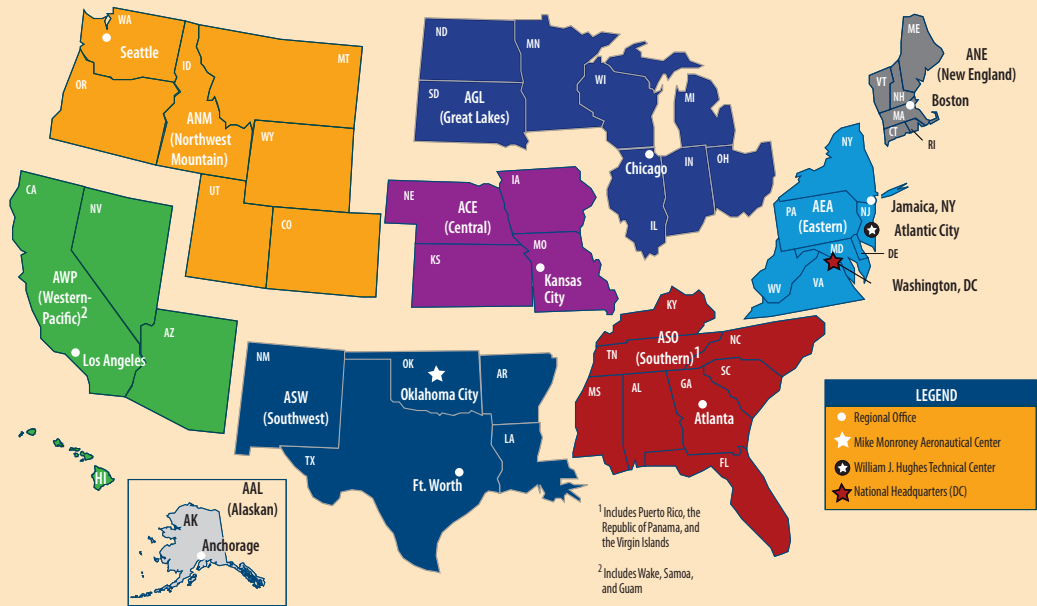 WA
Seattle
OR
ID
MT
ANM
(Northwest
Mountain)
WY
UT
CO
ND
MN
SD
AGL
(Great Lakes)
WI
MI
Chicago
IL
IN
OH
ME
ANE
(New England)
VT
NH
Boston
MA
CT
RI
NY
Jamaica, NY
PA
AEA
(Eastern)
NJ
Atlantic City
MD
DE
WV
VA
Washington, DC
CA
NV
AWP
(Western-
Pacific)2
AZ
Los Angeles
HI
NE
IA
ACE
(Central)
KS
MO
Kansas
City
NM
OK
Oklahoma City
AR
ASW
(Southwest)
LA
TX
Ft. Worth
KY
ASO
(Southern)1
TN
NC
SC
MS
AL
GA
Atlanta
FL
AAL
(Alaskan)
AK
Anchorage
1 Includes Puerto Rico, the
Republic of Panama, and
the Virgin Islands
2 Includes Wake, Samoa,
and Guam
LEGEND
Regional Office
Mike Monroney Aeronautical Center
William J. Hughes Technical Center
National Headquarters (DC)